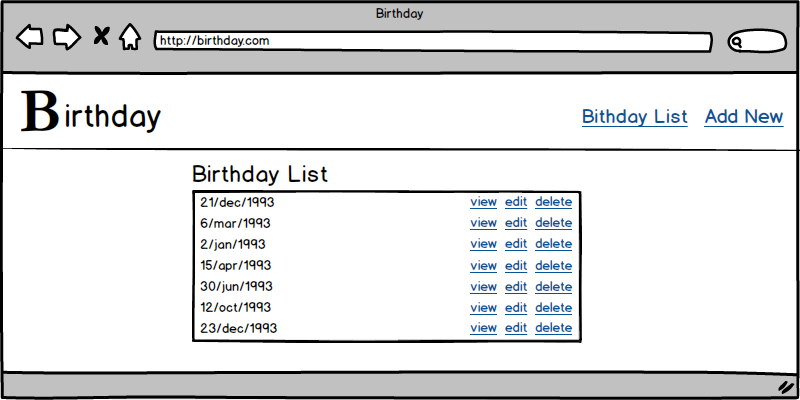 Birthday
http://birthday.com
Birthday
Bithday List Add New
Birthday List
21/dec/1993 view edit delete
6/mar/1993 view edit delete
2/jan/1993 view edit delete
15/apr/1993 view edit delete
30/jun/1993 view edit delete
12/oct/1993 view edit delete
23/dec/1993 view edit delete